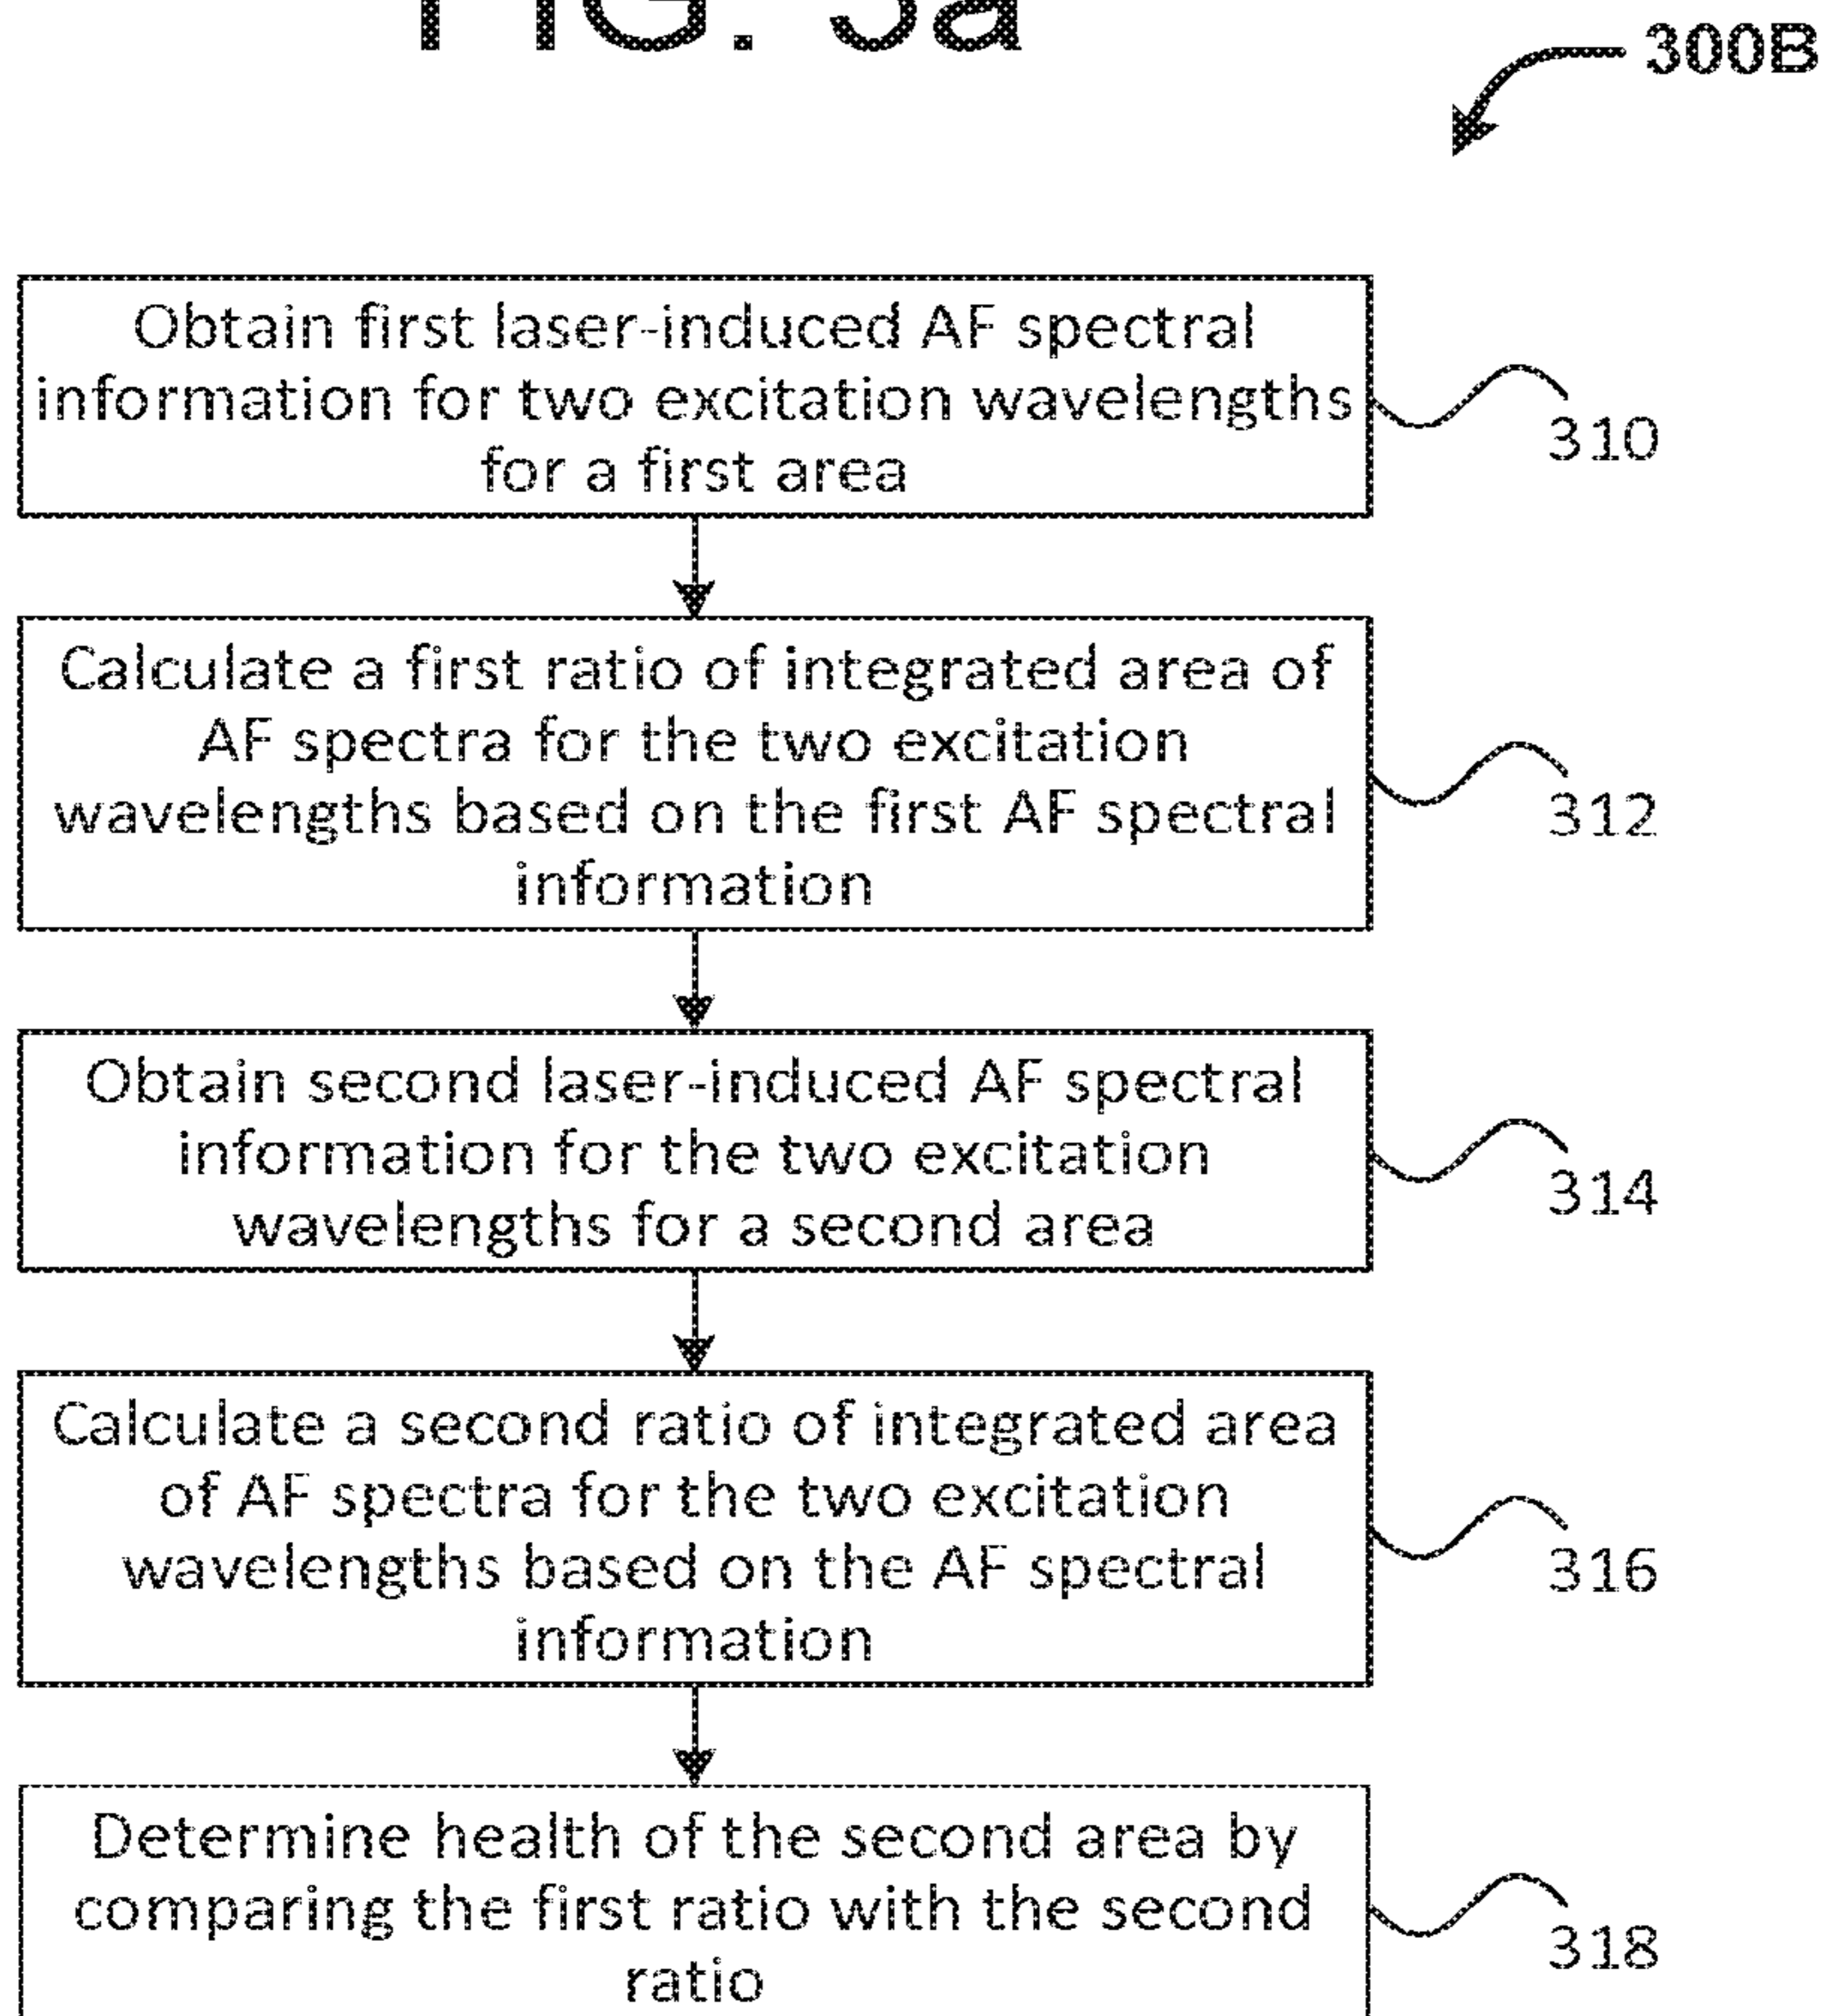 FIG. 3a
300B
Obtain first laser-induced AF spectral
information for two excitation wavelengths
for a first area
310
Calculate a first ratio of integrated area of
AF spectra for the two excitation
wavelengths based on the first AF spectral
information
312
Obtain second laser-induced AF spectral
information for the two excitation
wavelengths for a second area
314
Calculate a second ratio of integrated area
of AF spectra for the two excitation
wavelengths based on the AF spectral
information
316
Determine health of the second area by
comparing the first ratio with the second
ratio
318